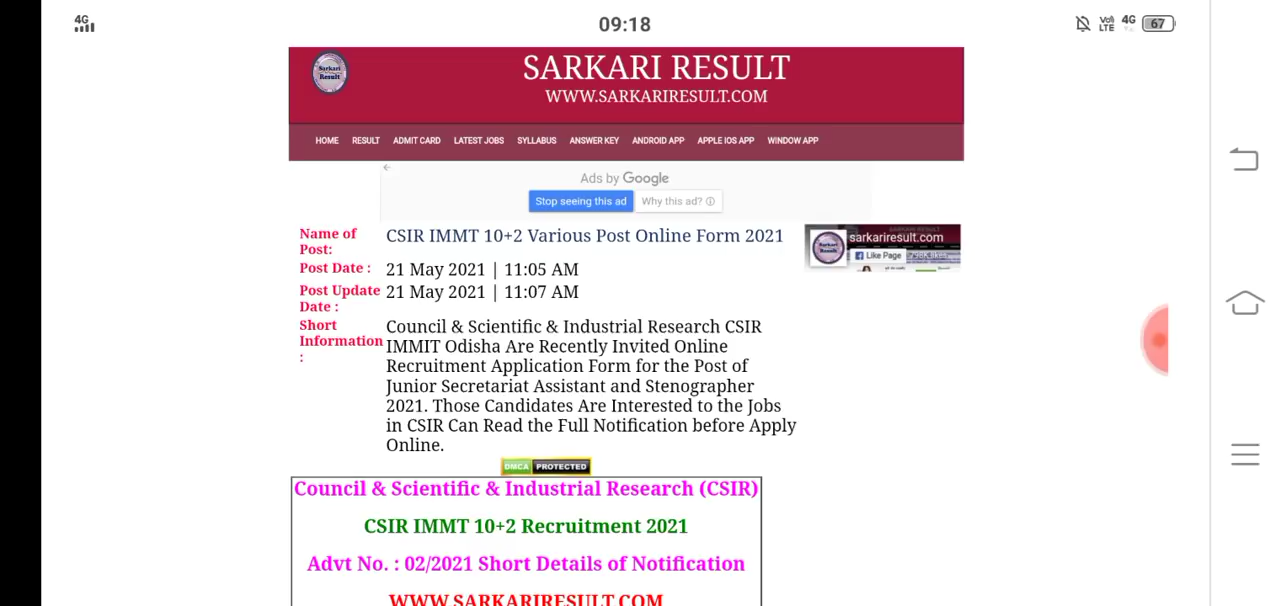 4G
09:18
VoD LTE 4G 67
Sarkari Result
SARKARI RESULT
WWW.SARKARIRESULT.COM
HOME RESULT ADMIT CARD LATEST JOBS SYLLABUS ANSWER KEY ANDROID APP APPLE IOS APP WINDOW APP
Ads by Google
Stop seeing this ad Why this ad?
Name of
Post:
CSIR IMMT 10+2 Various Post Online Form 2021
sarkariresult.com
Like Page
Post Date :
21 May 2021 | 11:05 AM
Post Update
Date :
21 May 2021 | 11:07 AM
Short
Information
:
Council & Scientific & Industrial Research CSIR
IMMIT Odisha Are Recently Invited Online
Recruitment Application Form for the Post of
Junior Secretariat Assistant and Stenographer
2021. Those Candidates Are Interested to the Jobs
in CSIR Can Read the Full Notification before Apply
Online.
DMCA PROTECTED
Council & Scientific & Industrial Research (CSIR)
CSIR IMMT 10+2 Recruitment 2021
Advt No. : 02/2021 Short Details of Notification
WWW.SARKARIRESULT.COM